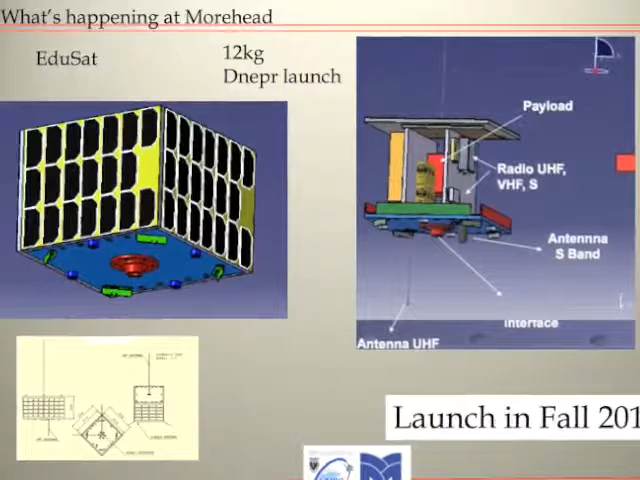 What's happening at Morehead
EduSat
12kg
Dnepr launch
Payload
Radio UHF,
VHF, S
Antennna
S Band
Interface
Antenna UHF
Launch in Fall 201